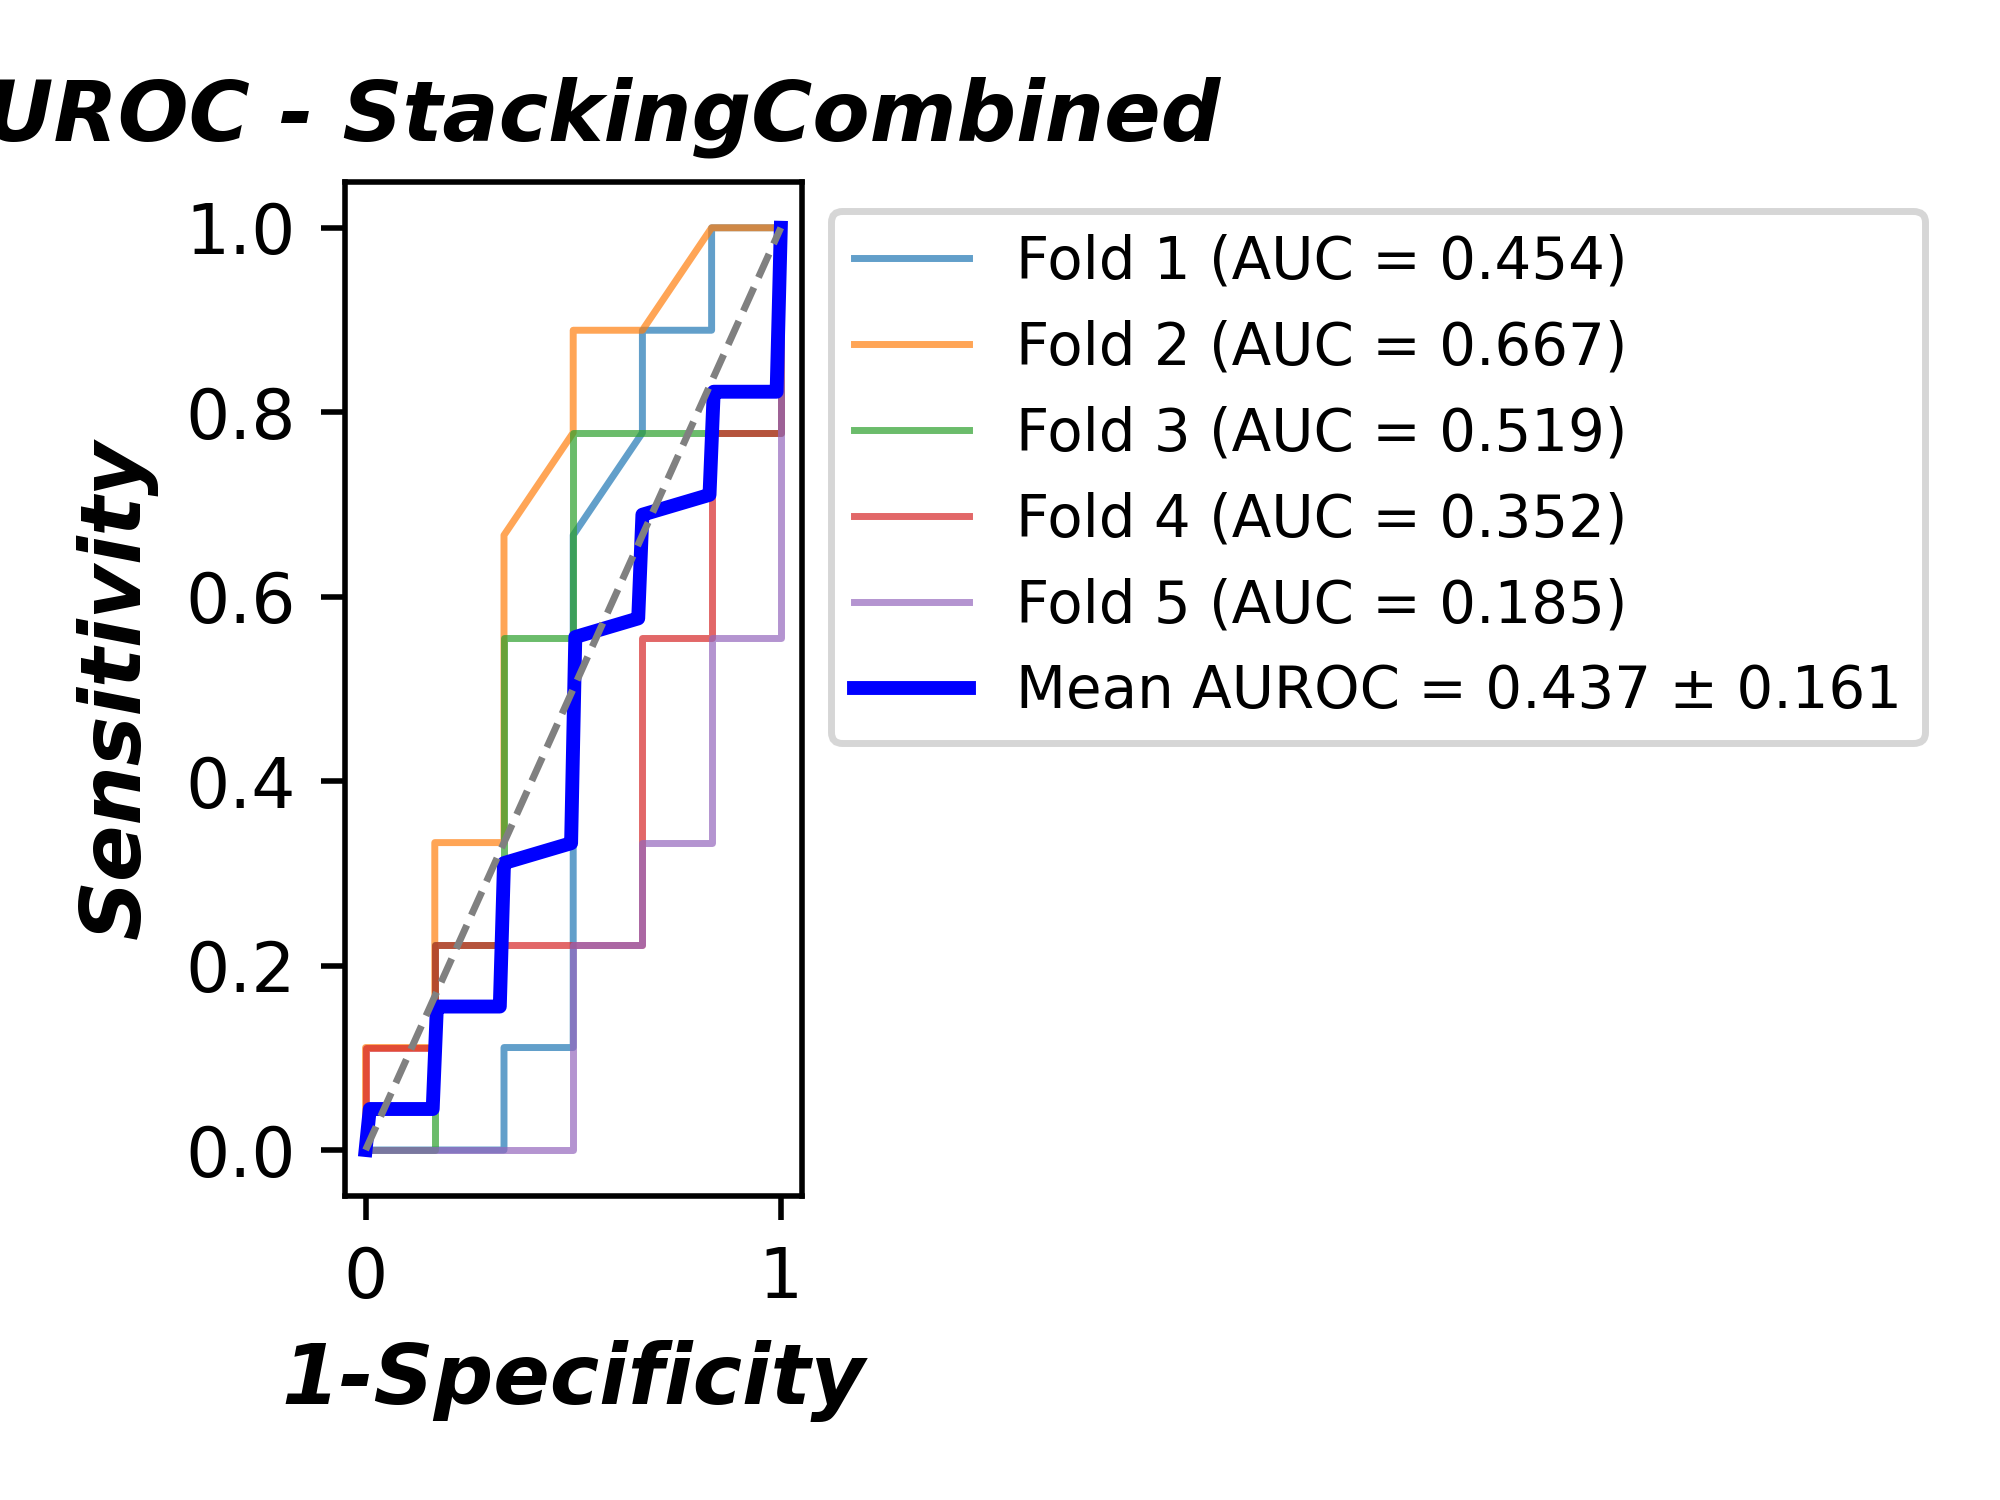 UROC - StackingCombined
1.0
0.8
0.6
0.4
0.2
0.0
Sensitivity
0 1
1-Specificity
Fold 1 (AUC = 0.454)
Fold 2 (AUC = 0.667)
Fold 3 (AUC = 0.519)
Fold 4 (AUC = 0.352)
Fold 5 (AUC = 0.185)
Mean AUROC = 0.437 ± 0.161